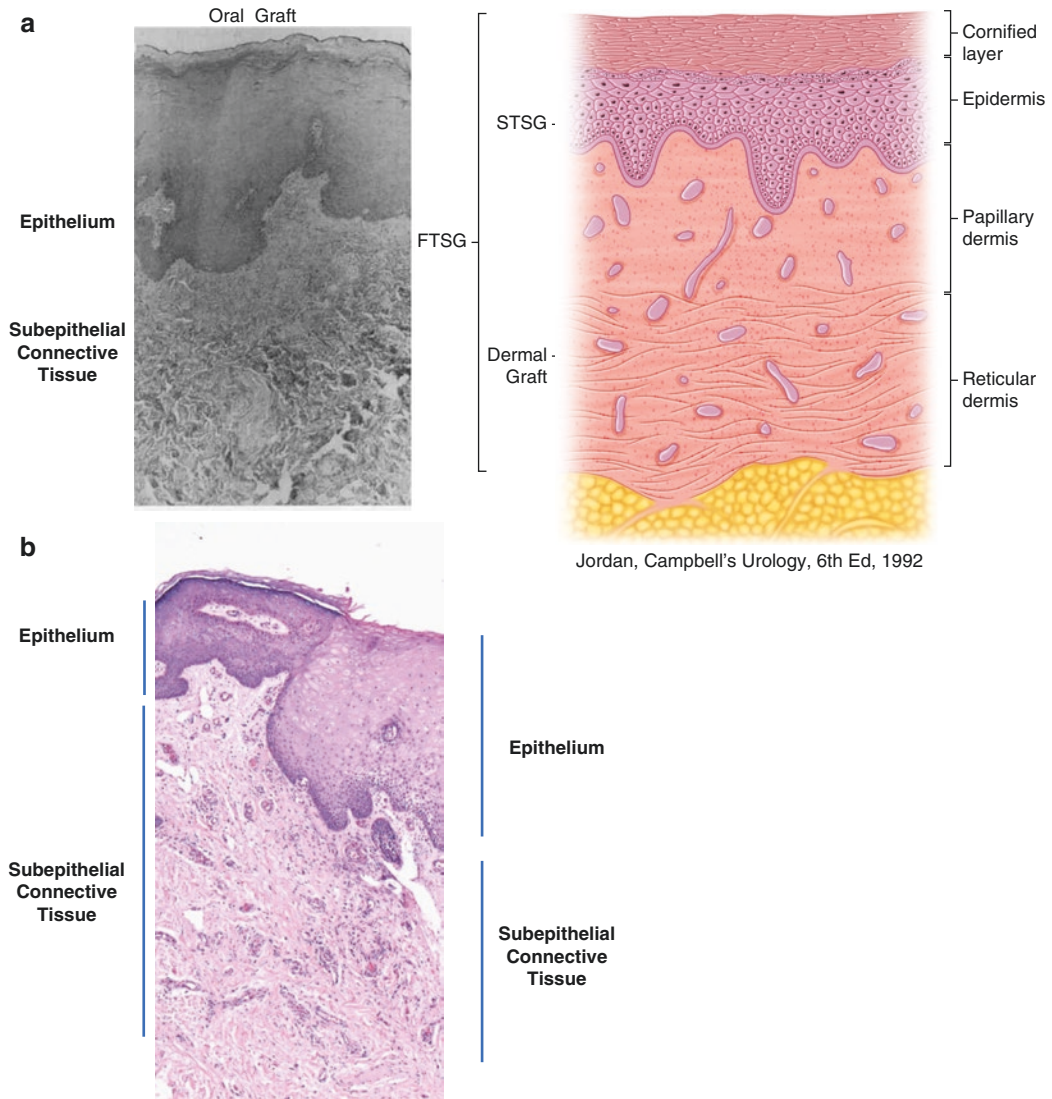 a
Oral Graft
Epithelium
Subepithelial
Connective
Tissue
FTSG
STSG
Dermal
Graft
Cornified
layer
Epidermis
Papillary
dermis
Reticular
dermis
Jordan, Campbell's Urology, 6th Ed, 1992
b
Epithelium
Subepithelial
Connective
Tissue
Epithelium
Subepithelial
Connective
Tissue